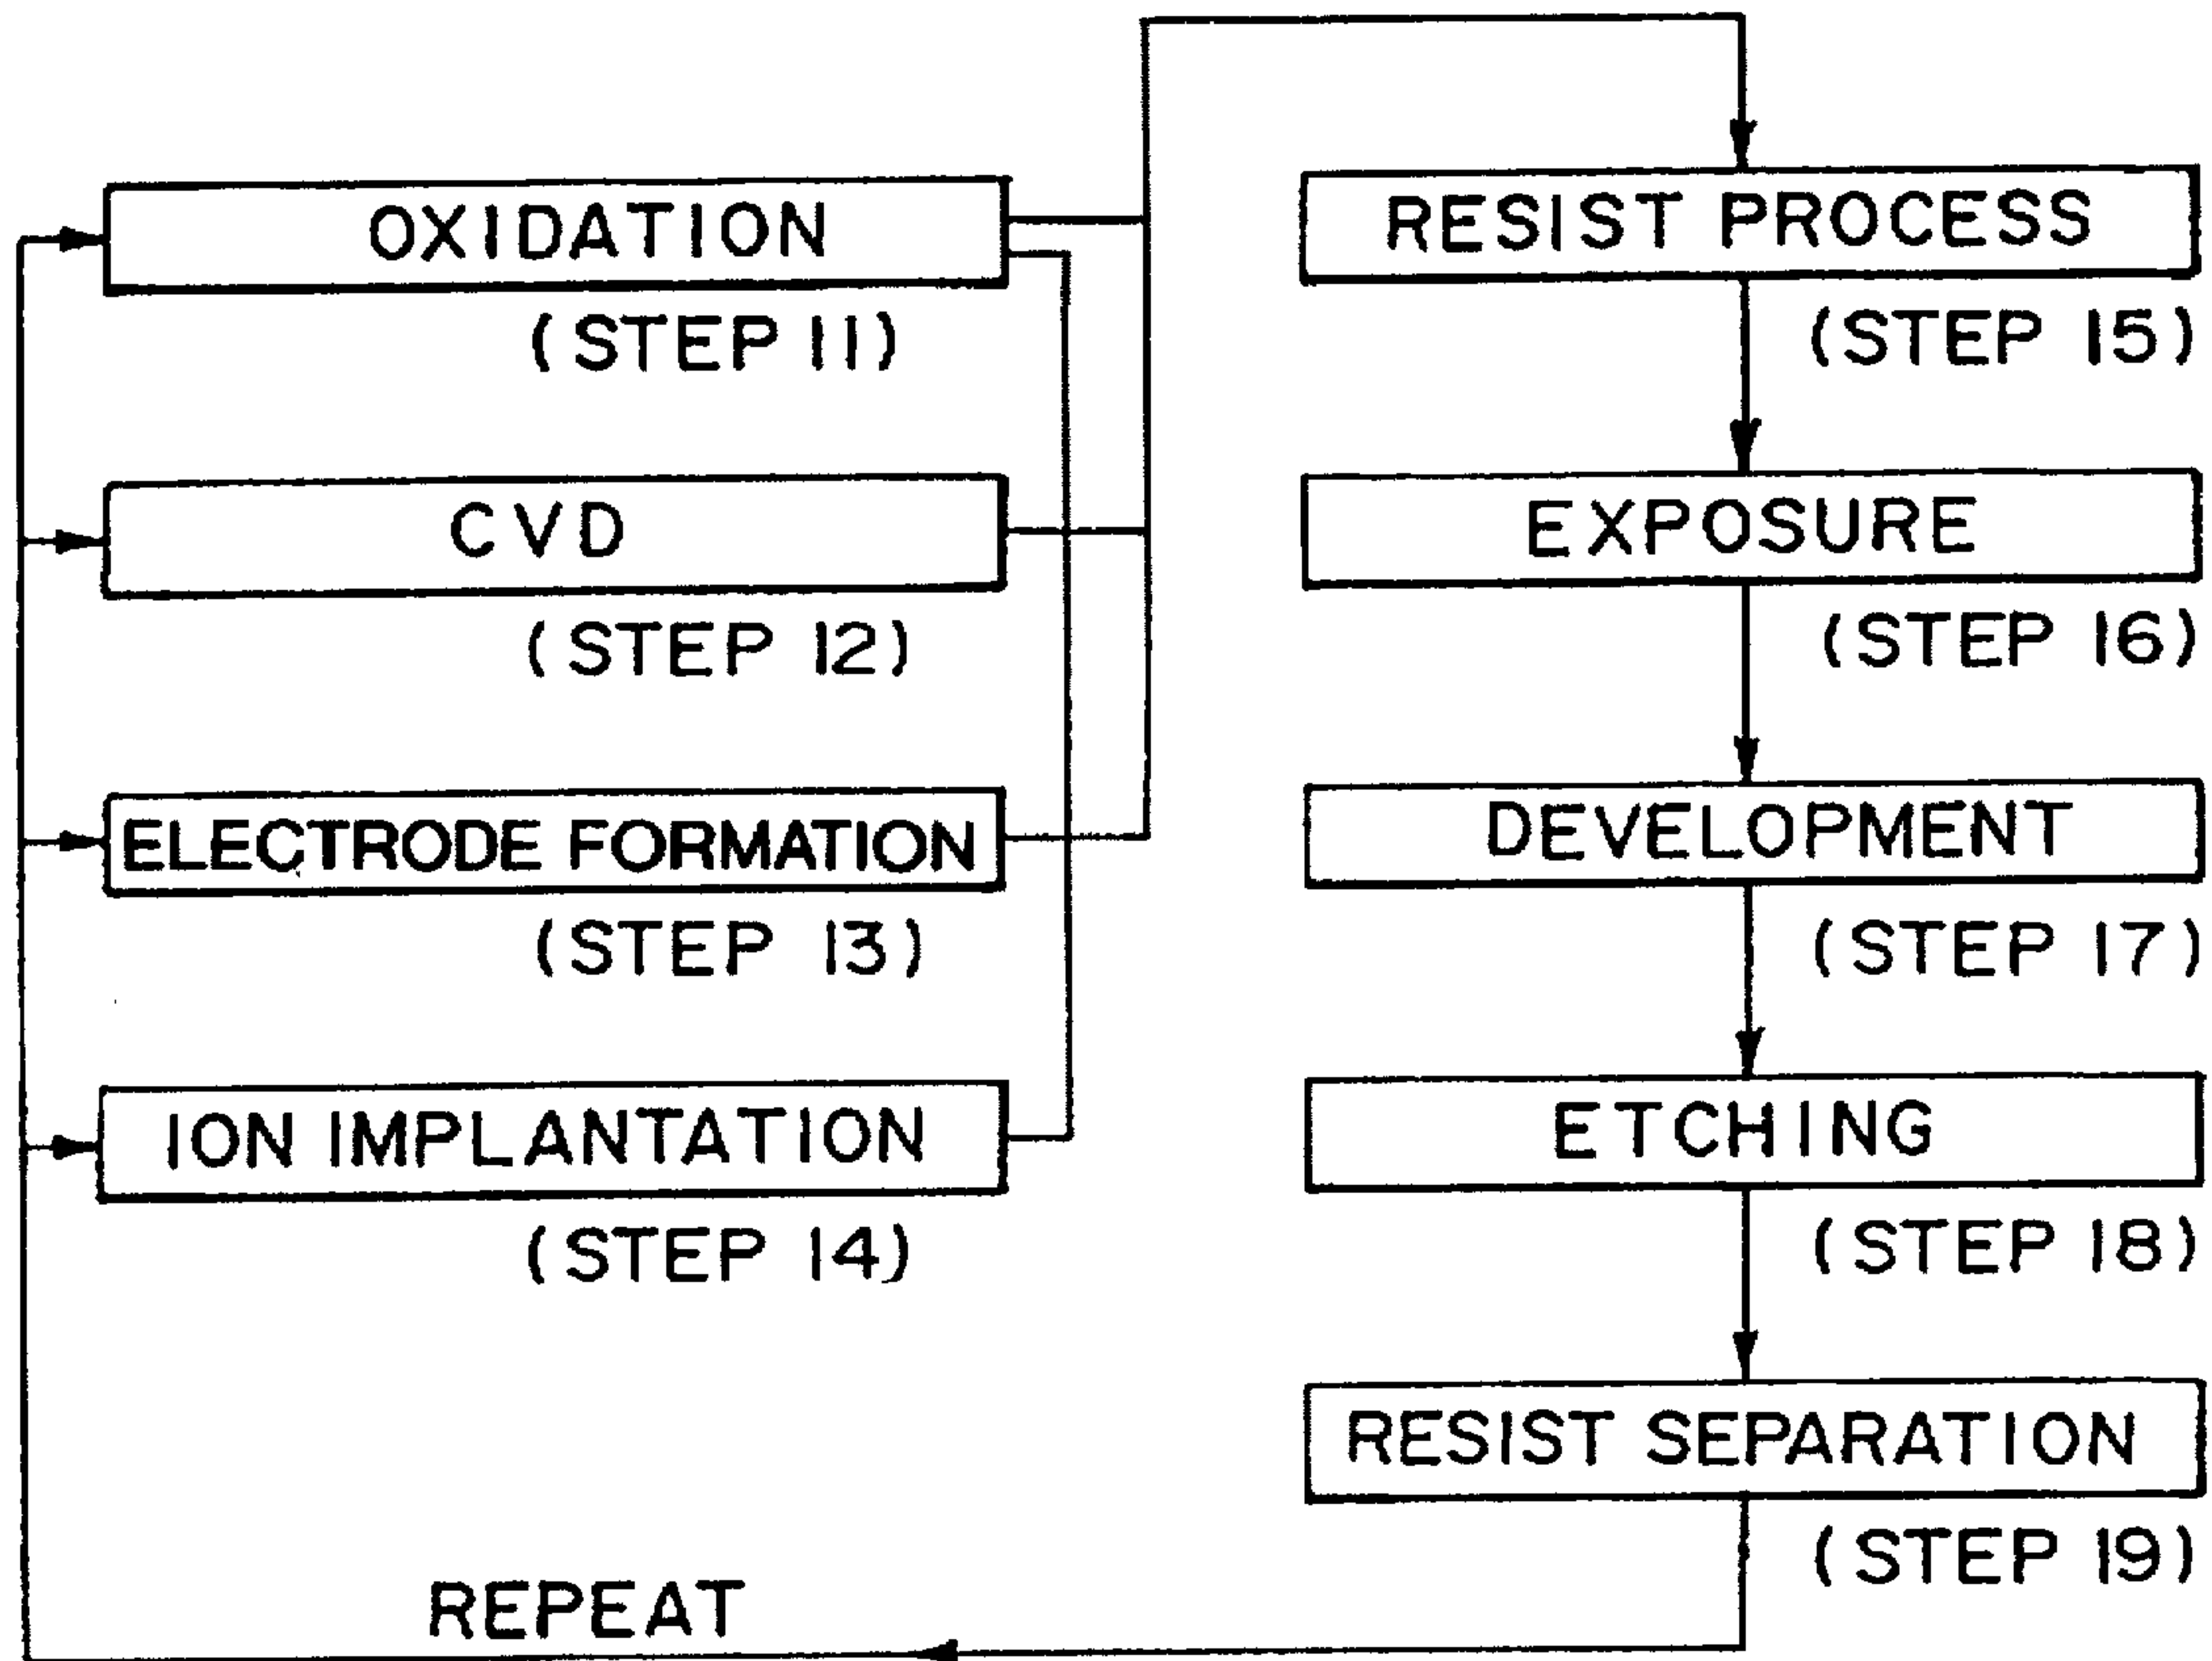 OXIDATION
(STEP 11)
CVD
(STEP 12)
ELECTRODE FORMATION
(STEP 13)
ION IMPLANTATION
(STEP 14)
RESIST PROCESS
(STEP 15)
EXPOSURE
(STEP 16)
DEVELOPMENT
(STEP 17)
ETCHING
(STEP 18)
RESIST SEPARATION
(STEP 19)
REPEAT